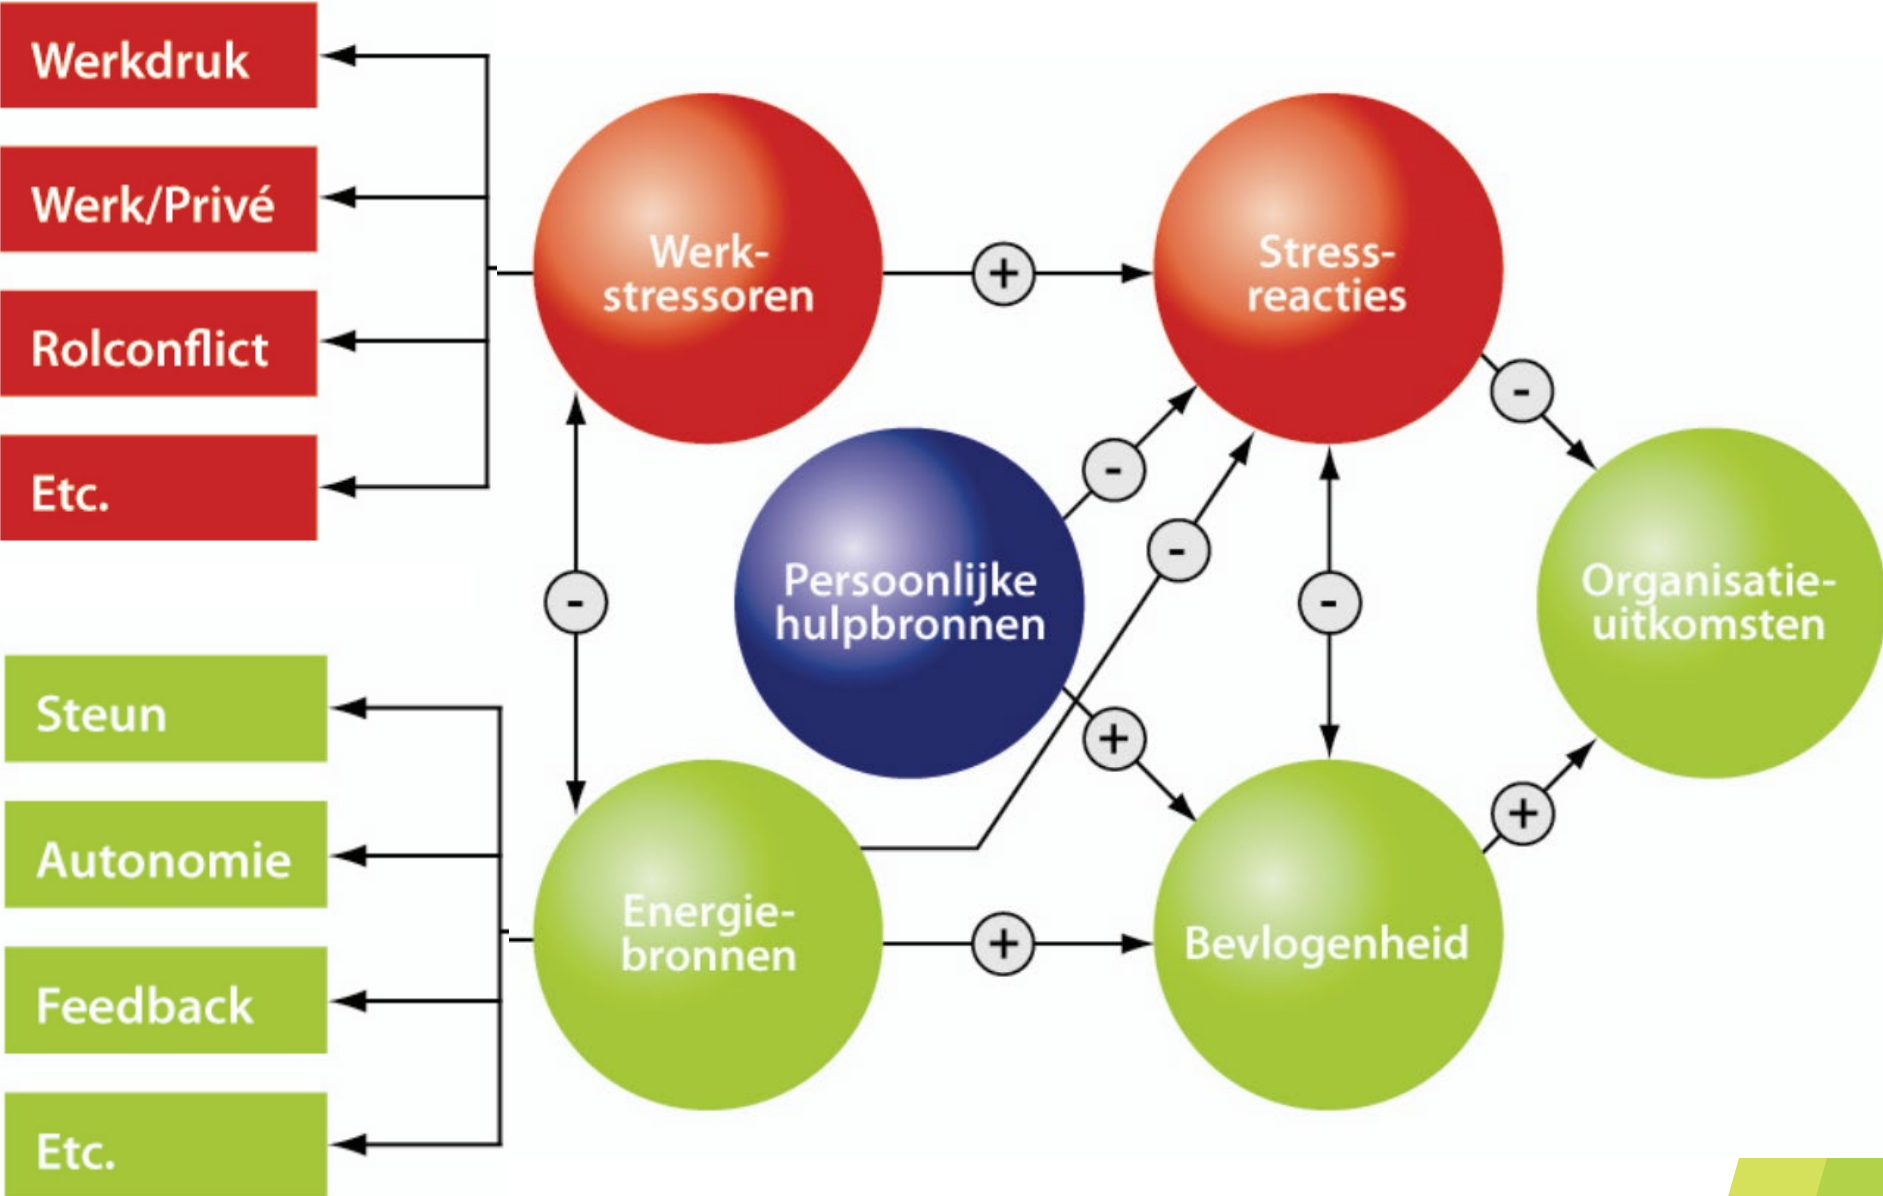 Werkdruk
Werk/Privé
Rolconflict
Etc.
Steun
Autonomie
Feedback
Etc.
Werk-
stressoren
+
Stress-
reacties
-
-
-
-
-
Persoonlijke
hulpbronnen
+
Organisatie-
uitkomsten
+
Energie-
bronnen
+
Bevlogenheid